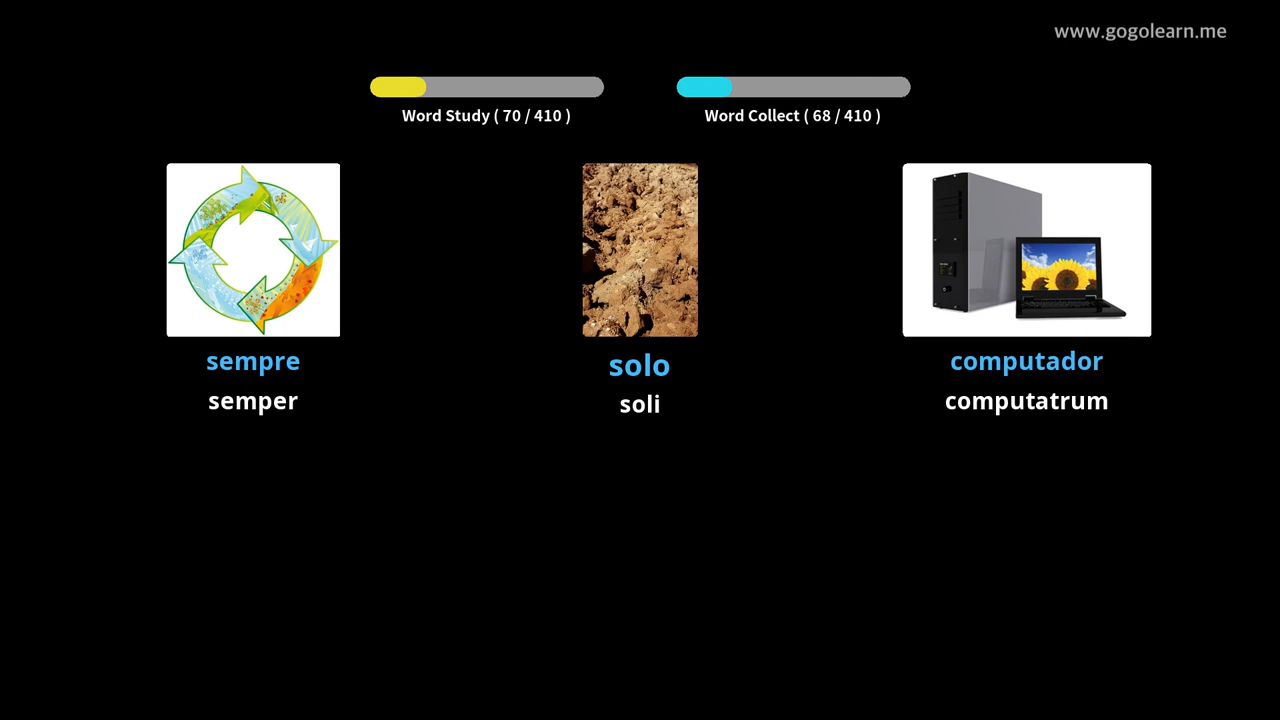 www.gogolearn.me
Word Study ( 70 / 410 )
Word Collect ( 68 / 410 )
sempre
semper
solo
soli
computador
computatrum